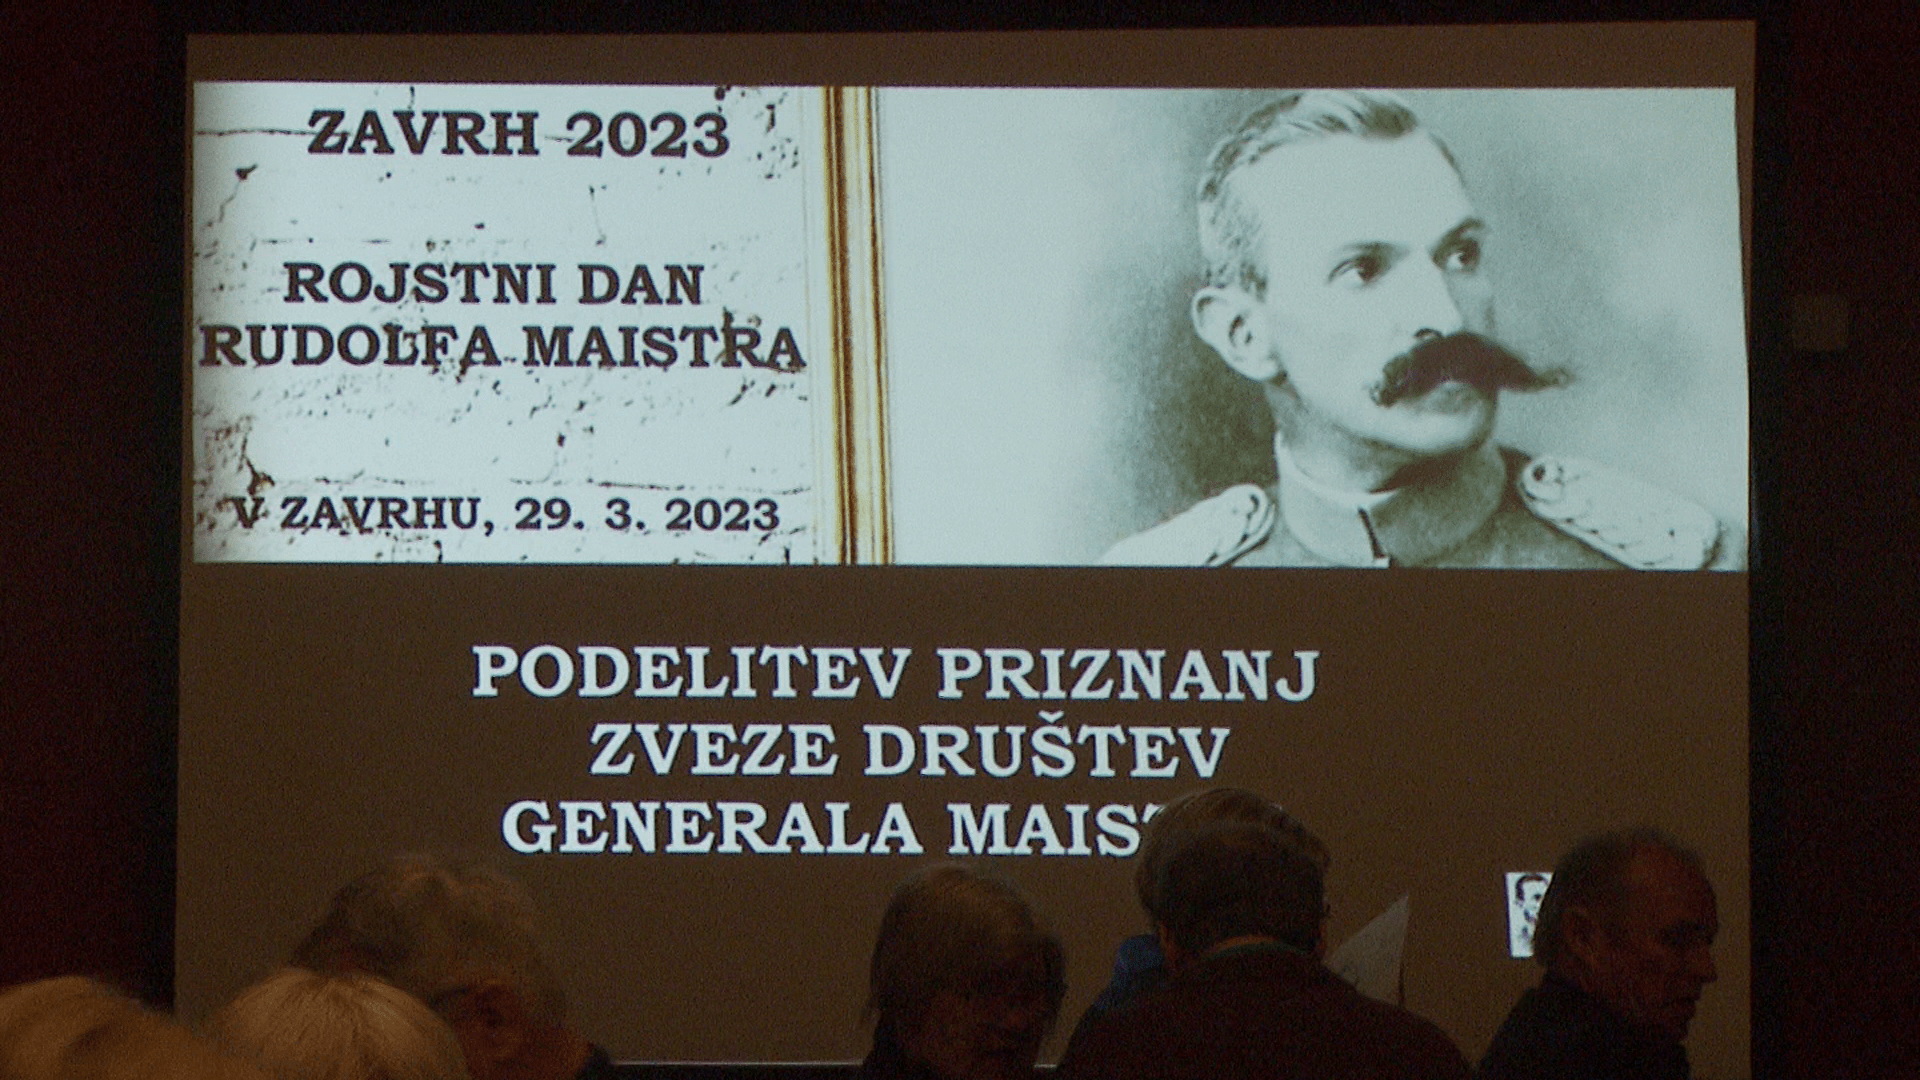 ZAVRH 2023
ROJSTNI DAN
RUDOLFA MAISTRA
V ZAVRHU, 29. 3. 2023
PODELITEV PRIZNANJ
ZVEZE DRUŠTEV
GENERALA